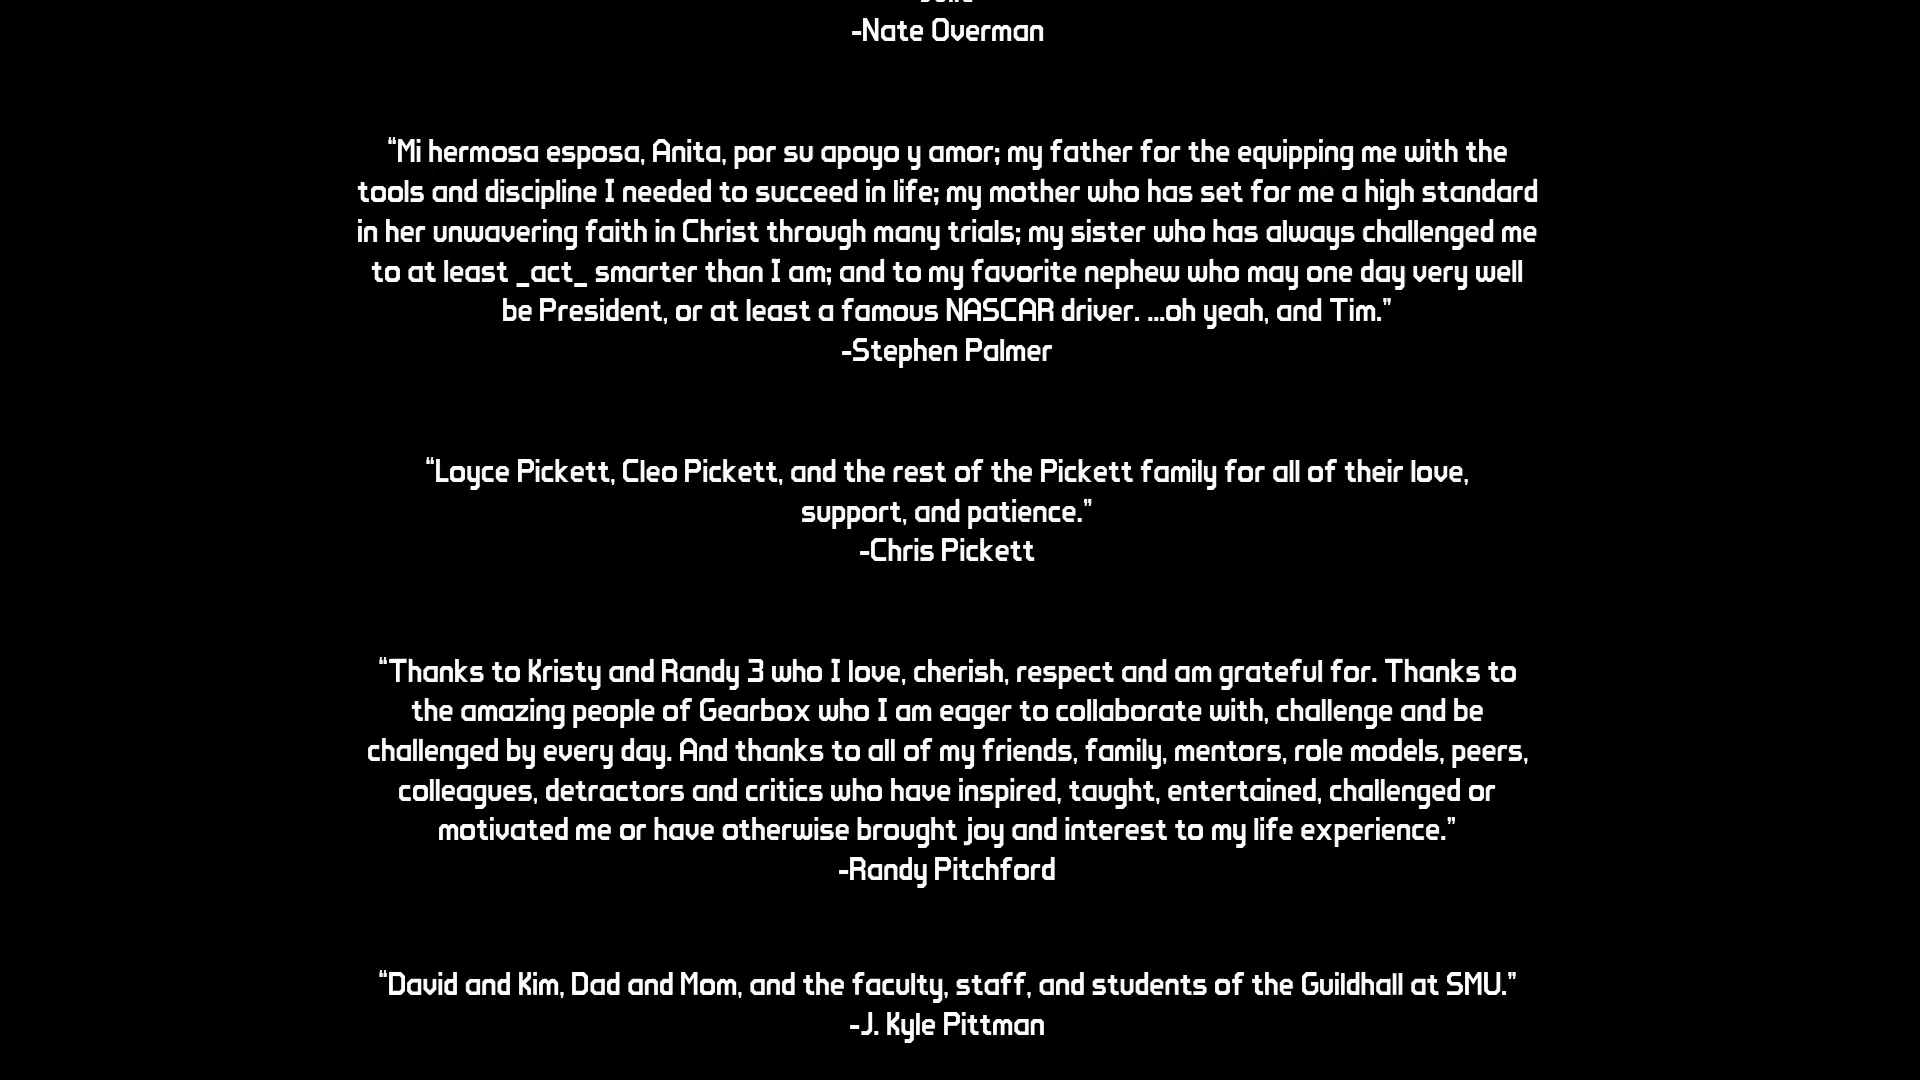 -Nate Overman
“Mi hermosa esposa, Anita, por su apoyo y amor; my father for the equipping me with the
tools and discipline I needed to succeed in life; my mother who has set for me a high standard
in her unwavering faith in Christ through many trials; my sister who has always challenged me
to at least _act_ smarter than I am; and to my favorite nephew who may one day very well
be President, or at least a famous NASCAR driver. ...oh yeah, and Tim.”
-Stephen Palmer
“Loyce Pickett, Cleo Pickett, and the rest of the Pickett family for all of their love,
support, and patience.”
-Chris Pickett
“Thanks to Kristy and Randy 3 who I love, cherish, respect and am grateful for. Thanks to
the amazing people of Gearbox who I am eager to collaborate with, challenge and be
challenged by every day. And thanks to all of my friends, family, mentors, role models, peers,
colleagues, detractors and critics who have inspired, taught, entertained, challenged or
motivated me or have otherwise brought joy and interest to my life experience.”
-Randy Pitchford
“David and Kim, Dad and Mom, and the faculty, staff, and students of the Guildhall at SMU.”
-J. Kyle Pittman